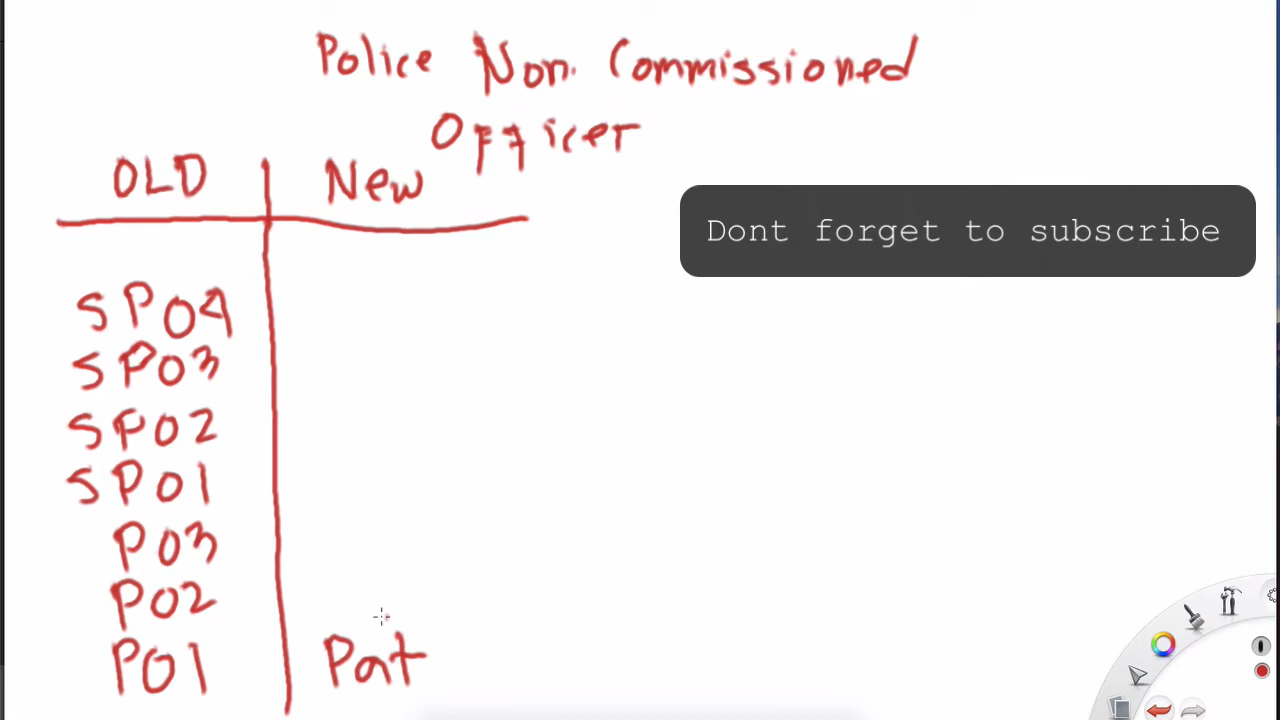 Police Non. Commissioned
Officer
OLD New
Dont forget to subscribe
SPO4
SPO3
SPO2
SPO1
PO3
PO2
PO1 Pat